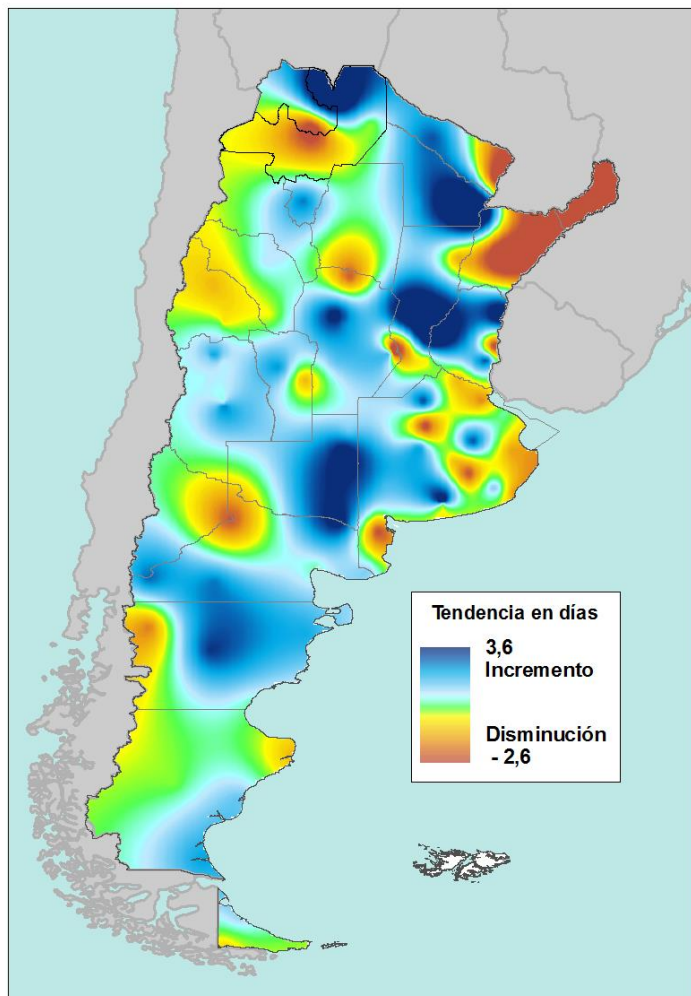 Tendencia en días
3,6
Incremento
Disminución
- 2,6